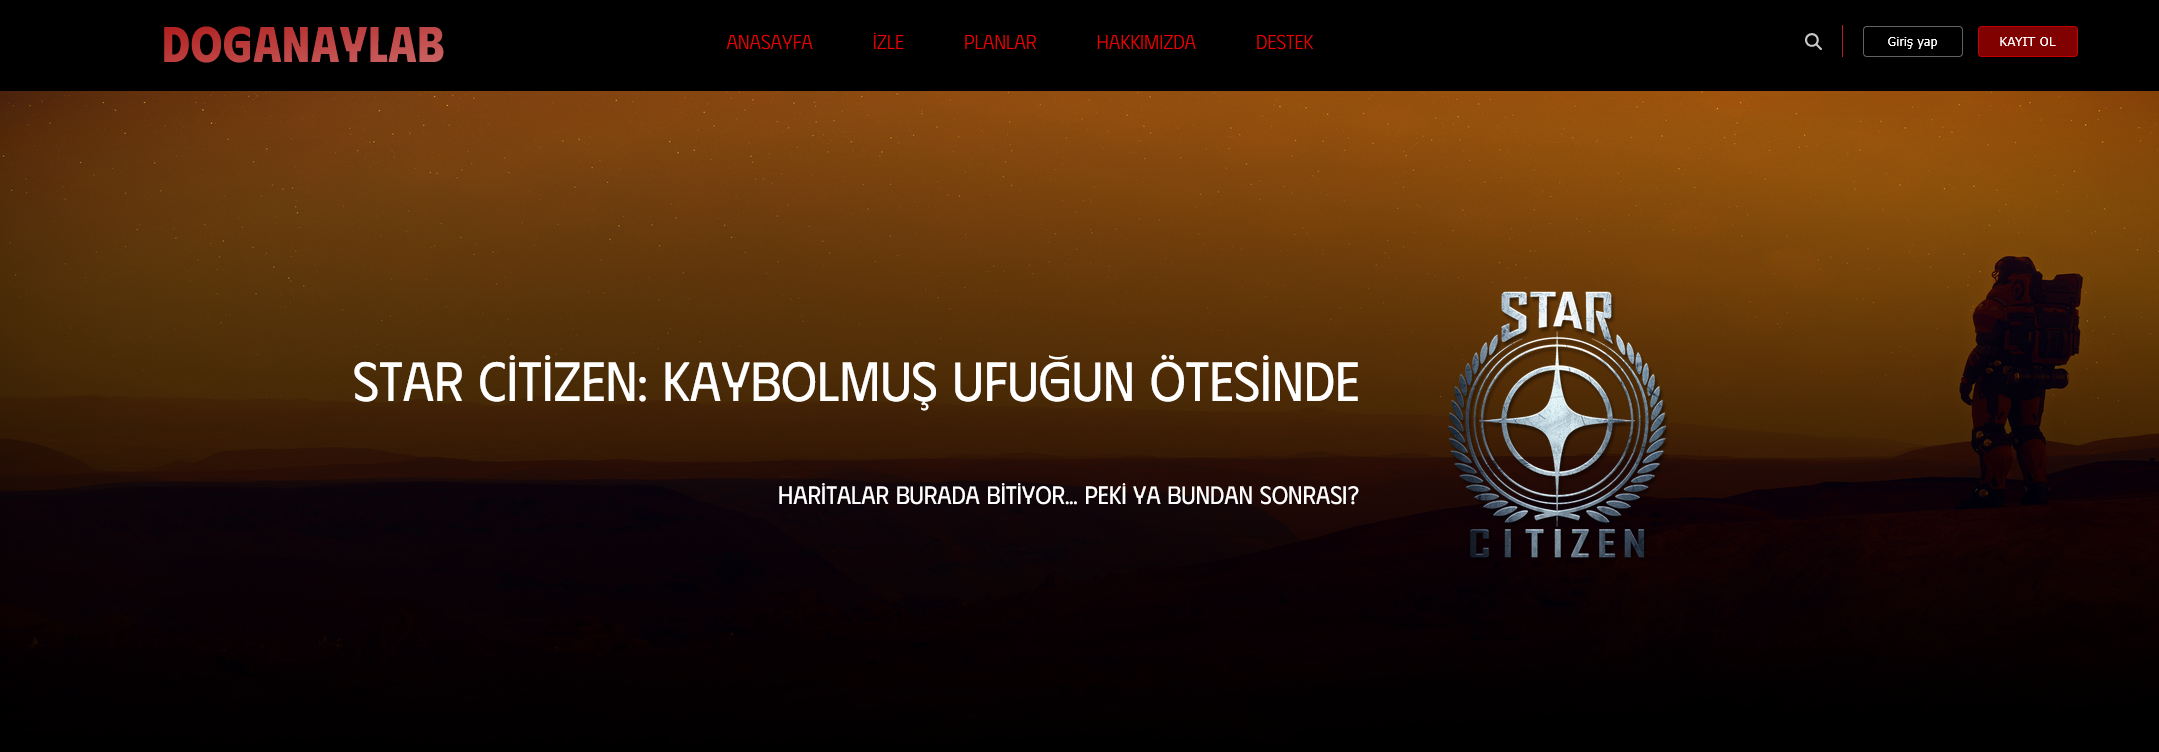 DOGANAYLAB
ANASAYFA İZLE PLANLAR HAKKIMIZDA DESTEK
Giriş yap KAYIT OL
STAR CİTİZEN: KAYBOLMUŞ UFUĞUN ÖTESİNDE
HARİTALAR BURADA BİTİYOR... PEKİ YA BUNDAN SONRASI?
STAR
CITIZEN